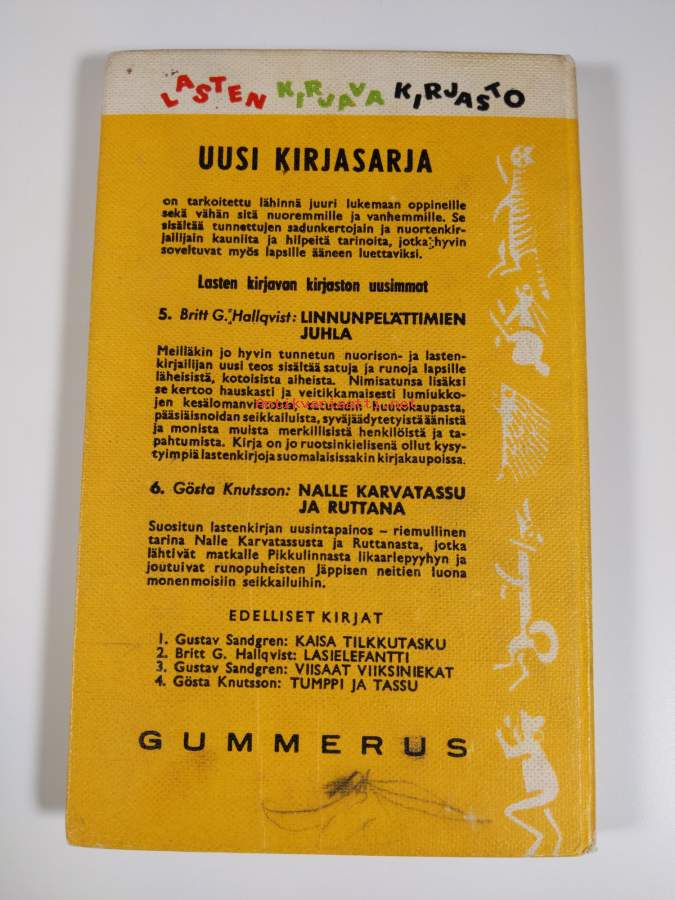 LASTEN KIRJAVA KIRJASTO
UUSI KIRJASARJA
on tarkoitettu lähinnä juuri lukemaan oppineille
sekä vähän sitä nuoremmille ja vanhemmille. Se
sisältää tunnettujen sadunkertojain ja nuortenkir-
jailijain kauniita ja hilpeitä tarinoita, jotka hyvin
soveltuvat myös lapsille ääneen luettaviksi.
Lasten kirjavan kirjaston uusimmat
5. Britt G. Hallqvist: LINNUNPELÄTTIMIEN
JUHLA
Meilläkin jo hyvin tunnetun nuorison- ja lasten-
kirjailijan uusi teos sisältää satuja ja runoja lapsille
läheisistä, kotoisista aiheista. Nimisatunsa lisäksi
se kertoo hauskasti ja veitikkamaisesti lumiukko-
jen kesälomanvietosta, huutokaupasta,
antikvariaatti.net
pääsiäisnoidan seikkailuista, syväjäädytetyistä äänistä
ja monista muista merkillisistä henkilöistä ja ta-
pahtumista. Kirja on jo ruotsinkielisenä ollut kysy-
tyimpiä lastenkirjoja suomalaisissakin kirjakaupoissa.
6. Gösta Knutsson: NALLE KARVATASSU
JA RUTTANA
Suositun lastenkirjan uusintapainos – riemullinen
tarina Nalle Karvatassusta ja Ruttanasta, jotka
lähtivät matkalle Pikkulinnasta Iikaarlepyyhyn ja
joutuivat runopuheisten Jäppisen neitien luona
monenmoisiin seikkailuihin.
EDELLISET KIRJAT
1. Gustav Sandgren: KAISA TILKKUTASKU
2. Britt G. Hallqvist: LASIELEFANTTI
3. Gustav Sandgren: VIISAAT VIIKSINIEKAT
4. Gösta Knutsson: TUMPPI JA TASSU
GUMMERUS